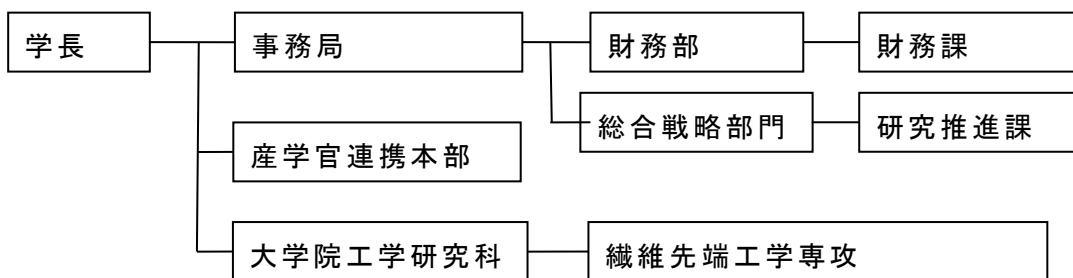 学長
事務局
財務部
財務課
総合戦略部門
研究推進課
産学官連携本部
大学院工学研究科
繊維先端工学専攻